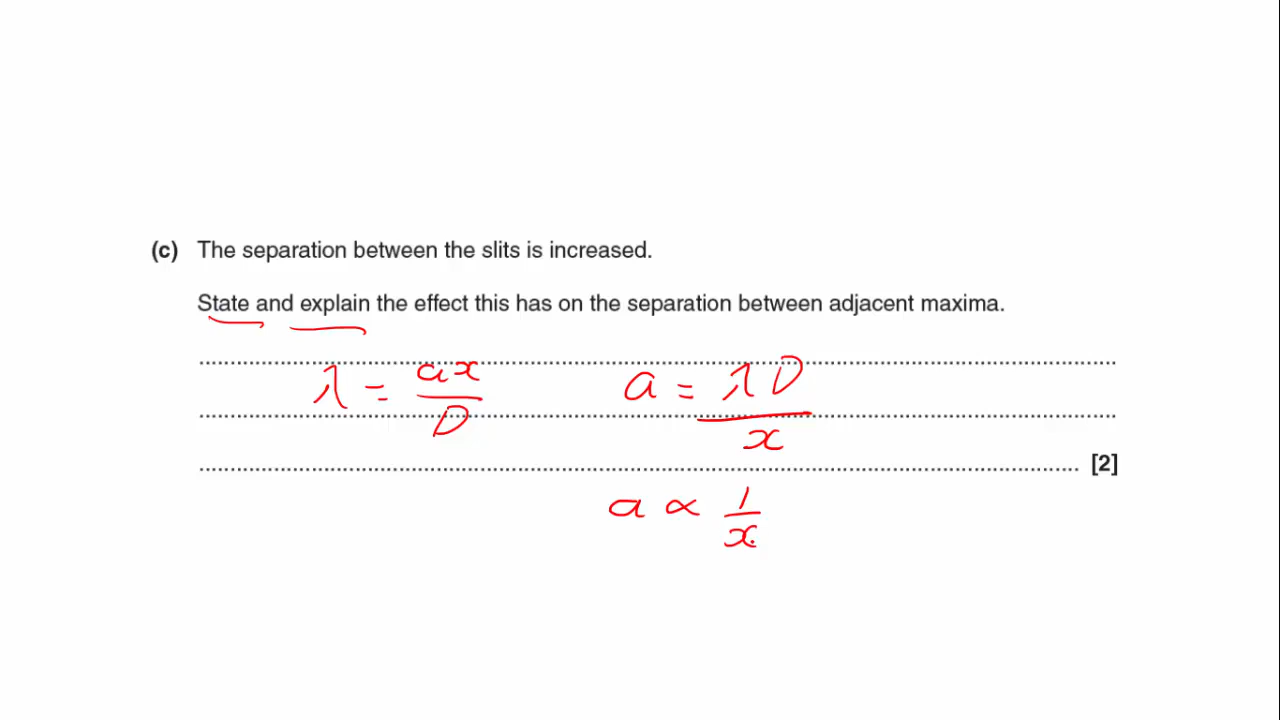 (c) The separation between the slits is increased.
State and explain the effect this has on the separation between adjacent maxima.
λ = ax/D a = λD/x
[2]
a ∝ 1/x